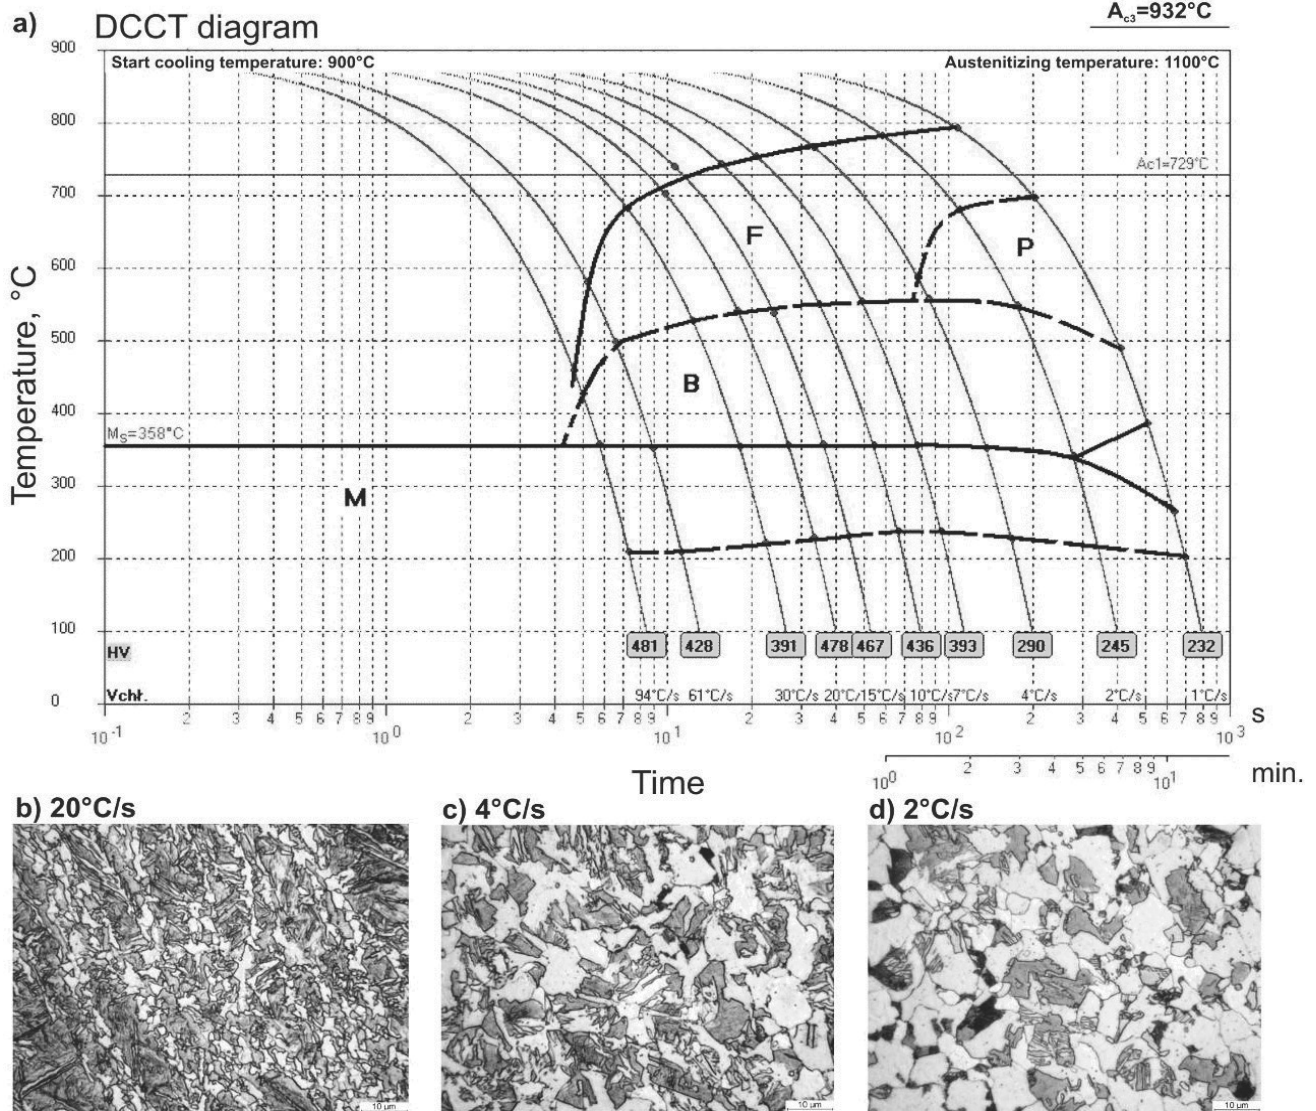 a) DCCT diagram
Ac3=932°C
Start cooling temperature: 900°C
Austenitizing temperature: 1100°C
900
800
700
600
500
400
300
200
100
0
Temperature, °C
Ac1=729°C
F
P
B
Ms=358°C
M
HV
481 428 391 478 467 436 393 290 245 232
Vchł. 94°C/s 61°C/s 30°C/s 20°C/s 15°C/s 10°C/s 7°C/s 4°C/s 2°C/s 1°C/s
2 3 4 5 6 7 8 9 2 3 4 5 6 7 8 9 2 3 4 5 6 7 8 9 2 3 4 5 6 7 8 9 s
10-1 100 101 102 103
Time
2 3 4 5 6 7 8 9 min.
100 101
b) 20°C/s
c) 4°C/s
d) 2°C/s
10 µm
10 µm
10 µm